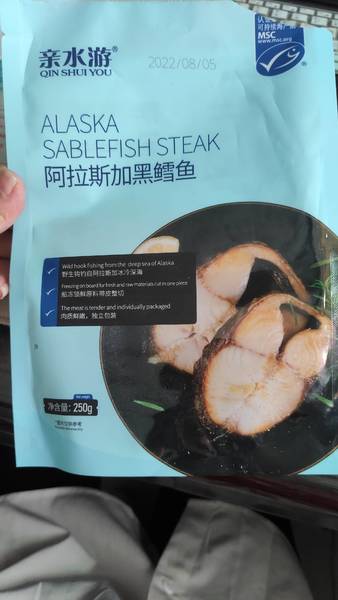 亲水游®
QIN SHUI YOU
2022/08/05
MSC
www.msc.org
ALASKA
SABLEFISH STEAK
阿拉斯加黑鳕鱼
Wild hook fishing from the deep sea of Alaska
野生钩钓自阿拉斯加冰冷深海
Freezing on board for fresh and raw materials cut in one piece
船冻锁鲜原料带皮整切
The meat is tender and individually packaged
肉质鲜嫩，独立包装
净含量: 250g